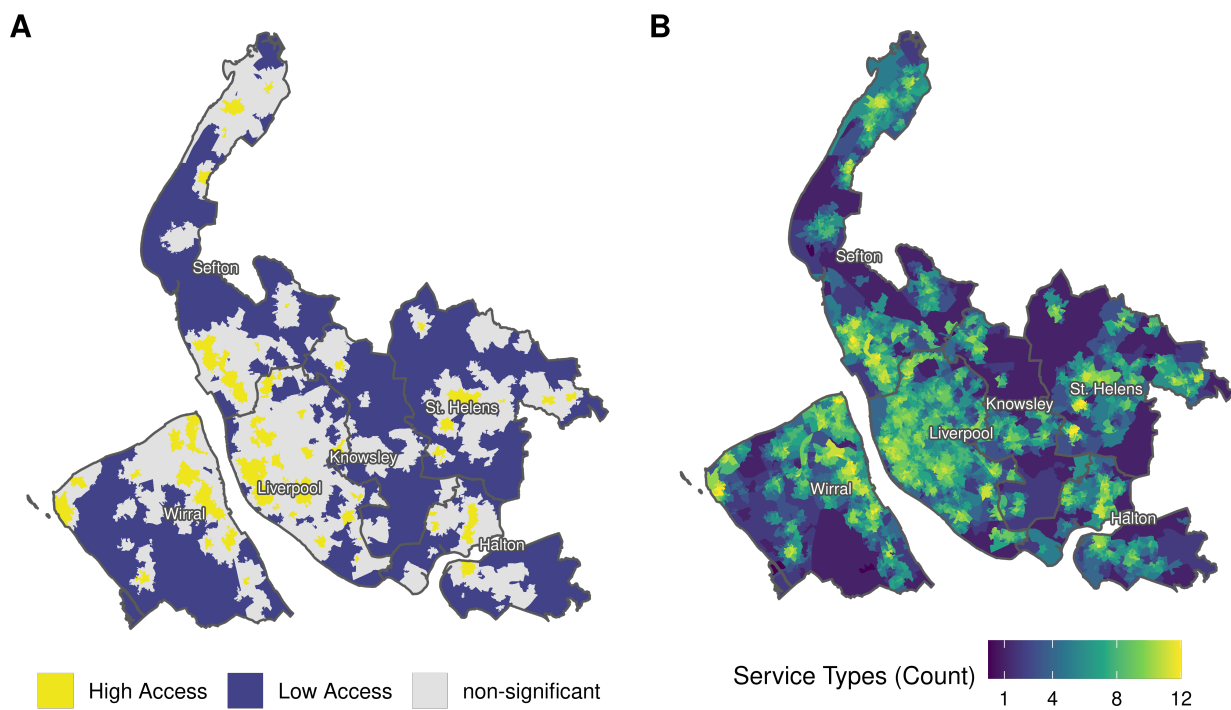 A
B
Sefton
St. Helens
Knowsley
Liverpool
Wirral
Halton
High Access
Low Access
non-significant
Sefton
St. Helens
Knowsley
Liverpool
Wirral
Halton
Service Types (Count)
1 4 8 12